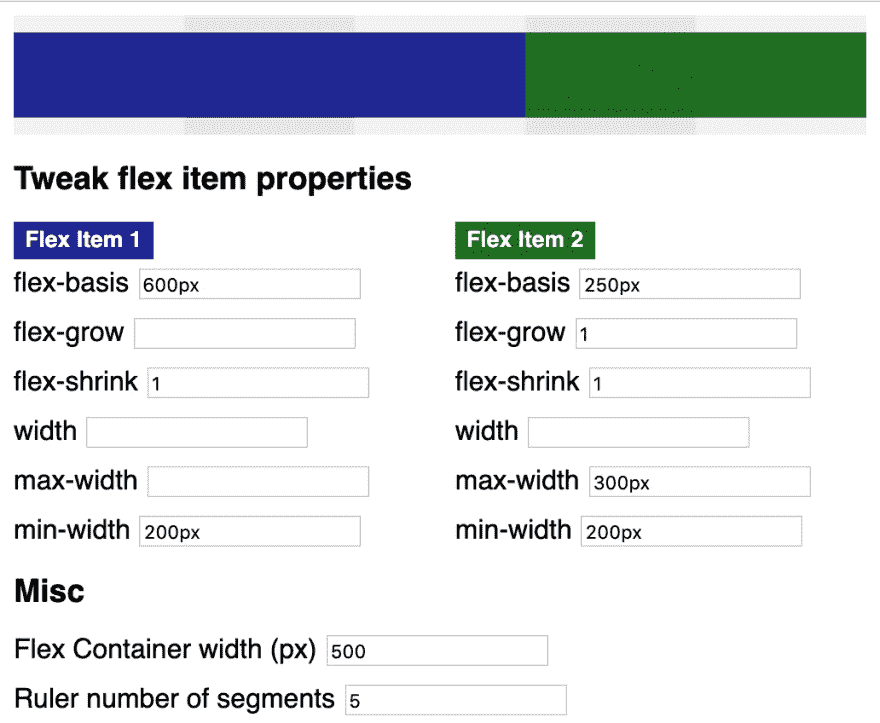 Tweak flex item properties
Flex Item 1
flex-basis 600px
flex-grow
flex-shrink 1
width
max-width
min-width 200px
Flex Item 2
flex-basis 250px
flex-grow 1
flex-shrink 1
width
max-width 300px
min-width 200px
Misc
Flex Container width (px) 500
Ruler number of segments 5